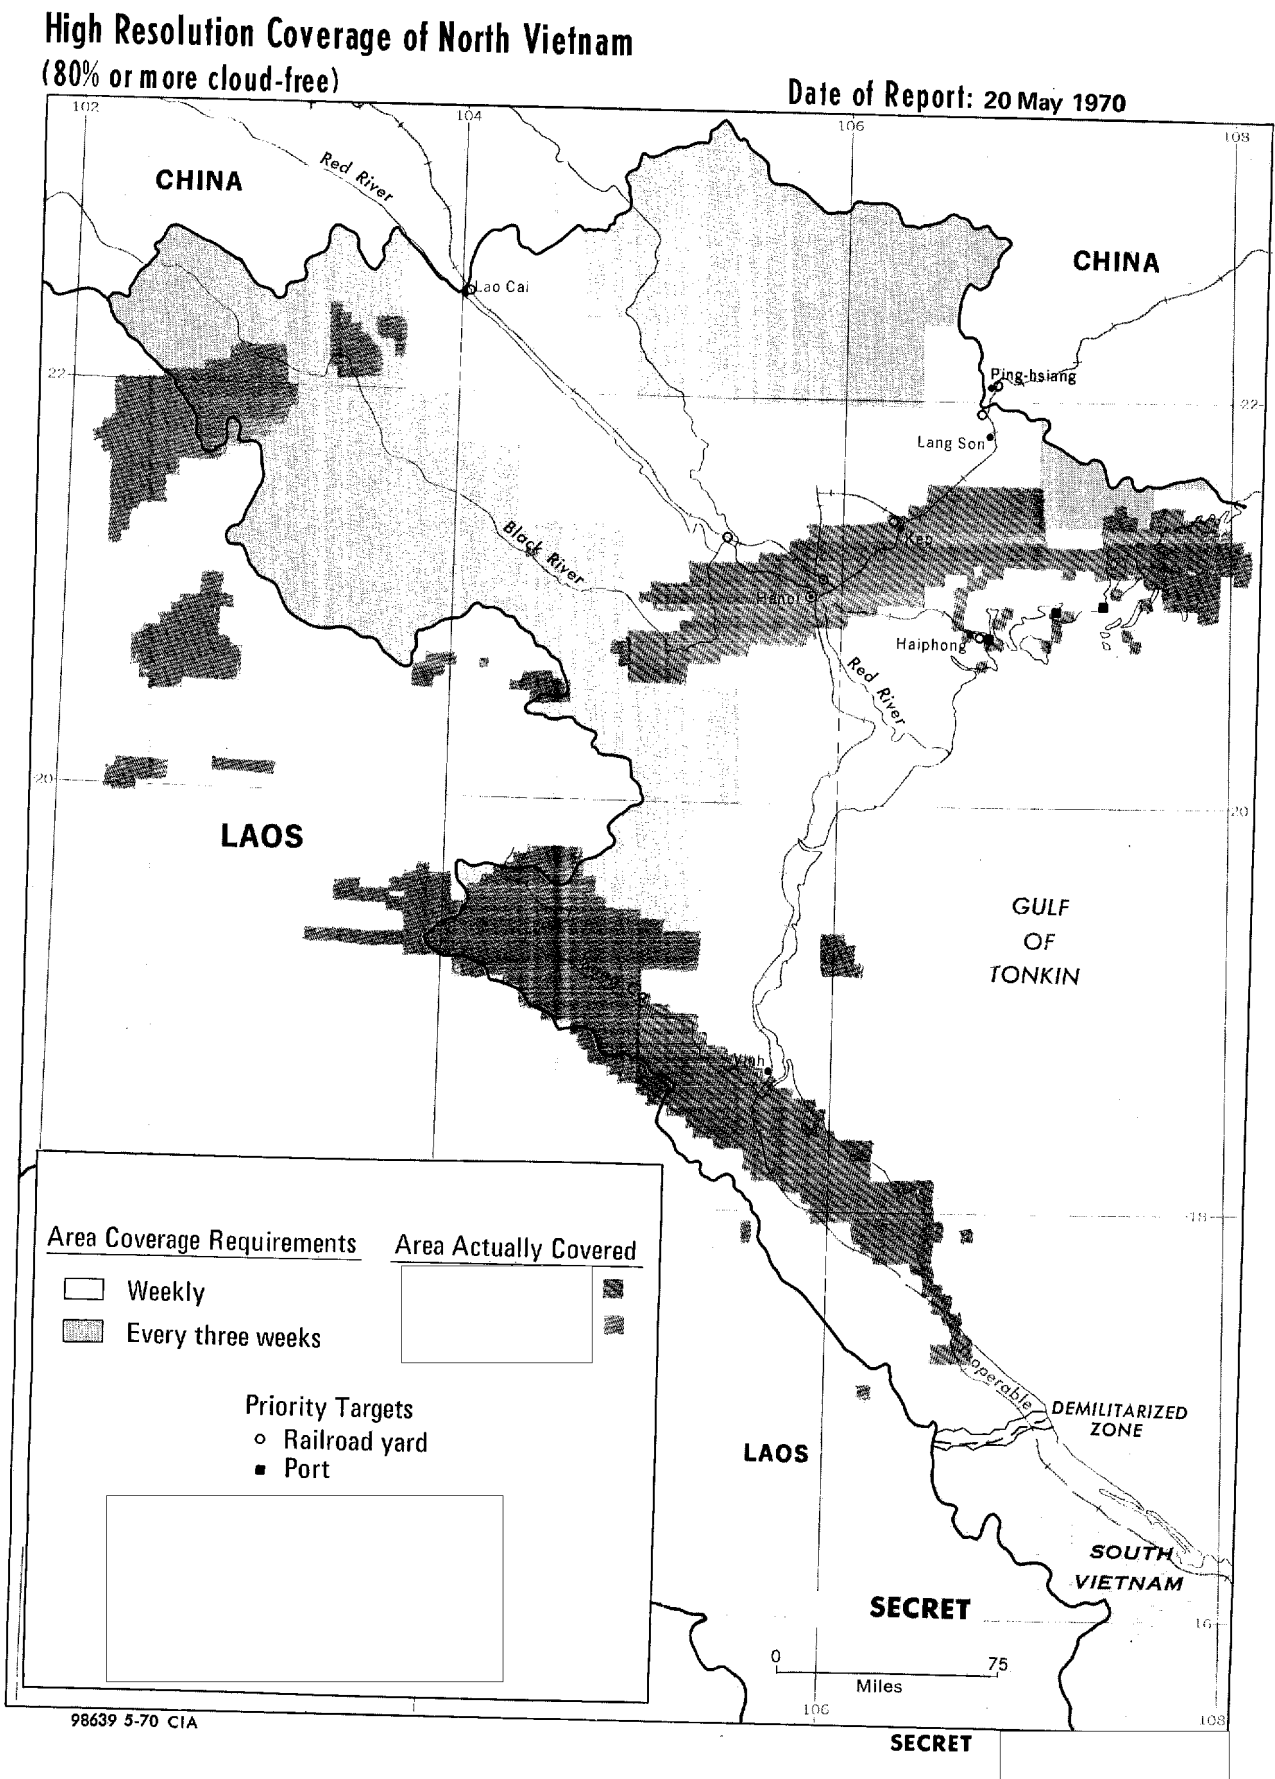 High Resolution Coverage of North Vietnam
(80% or more cloud-free)
Date of Report: 20 May 1970
102
104
106
108
CHINA
Red River
CHINA
Lao Cai
22
Ping-hsiang
22
Lang Son
Black River
Kep
Hanoi
Haiphong
Red River
20
20
LAOS
GULF
OF
TONKIN
Vinh
18
Area Coverage Requirements
Area Actually Covered
Weekly
Every three weeks
Priority Targets
Railroad yard
Port
DEMILITARIZED
ZONE
LAOS
SOUTH
VIETNAM
SECRET
16
0
75
Miles
106
108
98639 5-70 CIA
SECRET